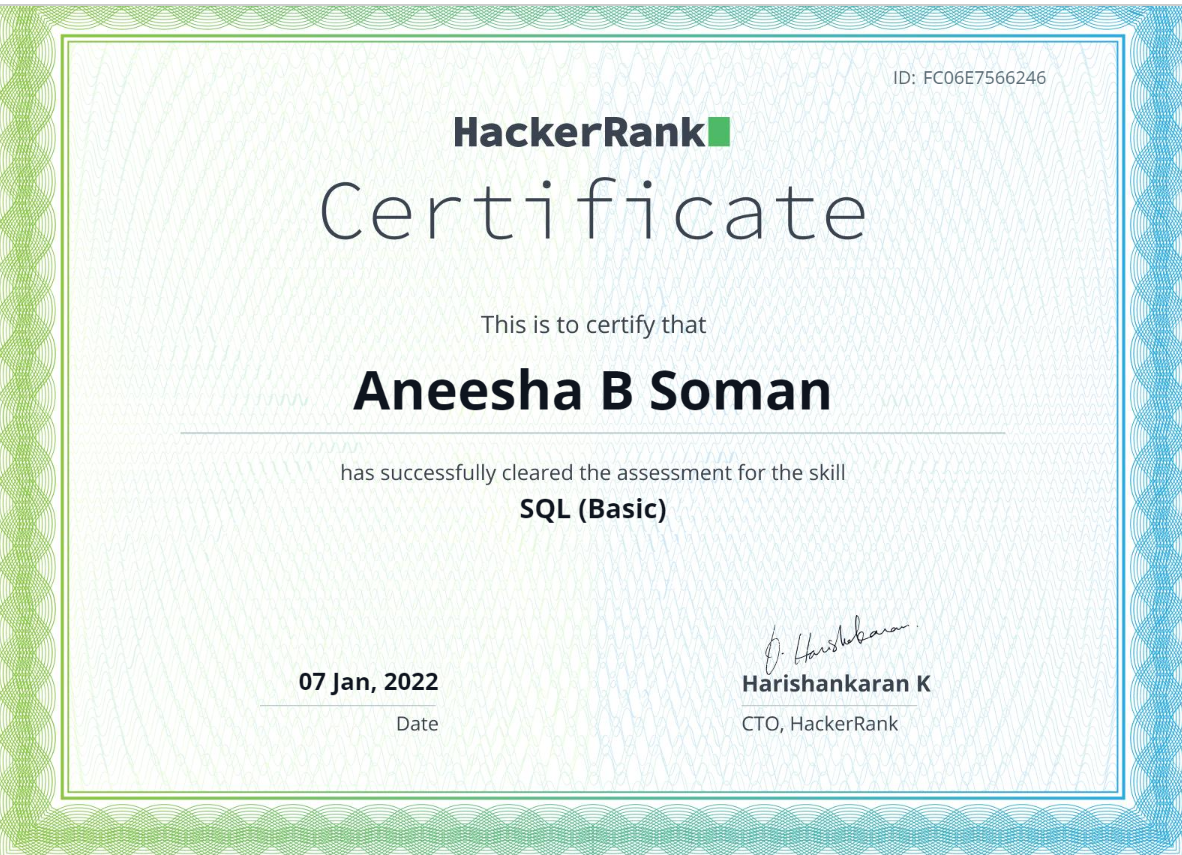 ID: FC06E7566246
HackerRank
Certificate
This is to certify that
Aneesha B Soman
has successfully cleared the assessment for the skill
SQL (Basic)
07 Jan, 2022
Date
Harishankaran K
CTO, HackerRank